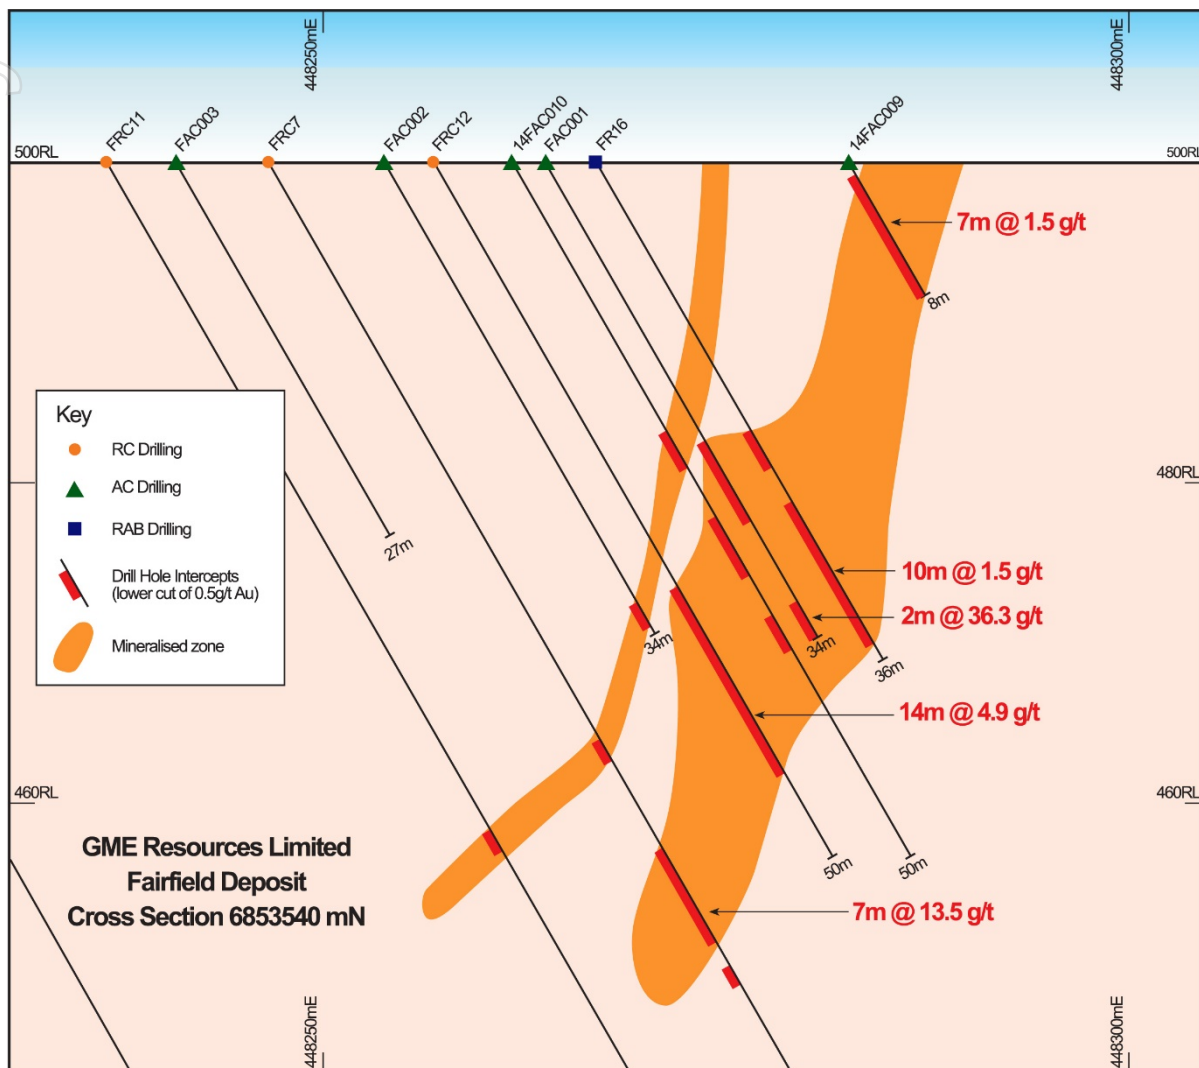 448250mE
448300mE
FRC11
FAC003
FRC7
FAC002
FRC12
14FAC010
FAC001
FR16
14FAC009
500RL
500RL
7m @ 1.5 g/t
8m
Key
RC Drilling
AC Drilling
RAB Drilling
Drill Hole Intercepts
(lower cut of 0.5g/t Au)
Mineralised zone
480RL
480RL
27m
10m @ 1.5 g/t
2m @ 36.3 g/t
34m
34m
36m
14m @ 4.9 g/t
460RL
460RL
GME Resources Limited
Fairfield Deposit
Cross Section 6853540 mN
50m
50m
7m @ 13.5 g/t
448250mE
448300mE